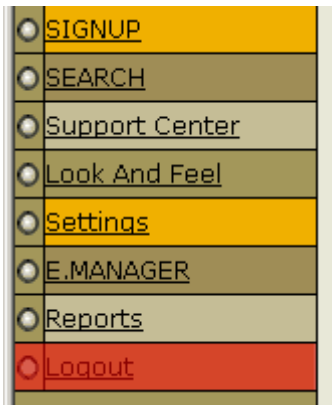 SIGNUP
SEARCH
Support Center
Look And Feel
Settings
E.MANAGER
Reports
Logout